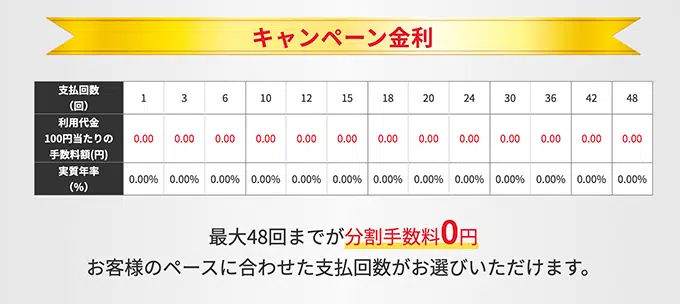 キャンペーン金利
支払回数
（回）
1 3 6 10 12 15 18 20 24 30 36 42 48
利用代金
100円当たりの
手数料額(円)
0.00 0.00 0.00 0.00 0.00 0.00 0.00 0.00 0.00 0.00 0.00 0.00 0.00
実質年率
（%）
0.00% 0.00% 0.00% 0.00% 0.00% 0.00% 0.00% 0.00% 0.00% 0.00% 0.00% 0.00% 0.00%
最大48回までが分割手数料0円
お客様のペースに合わせた支払回数がお選びいただけます。